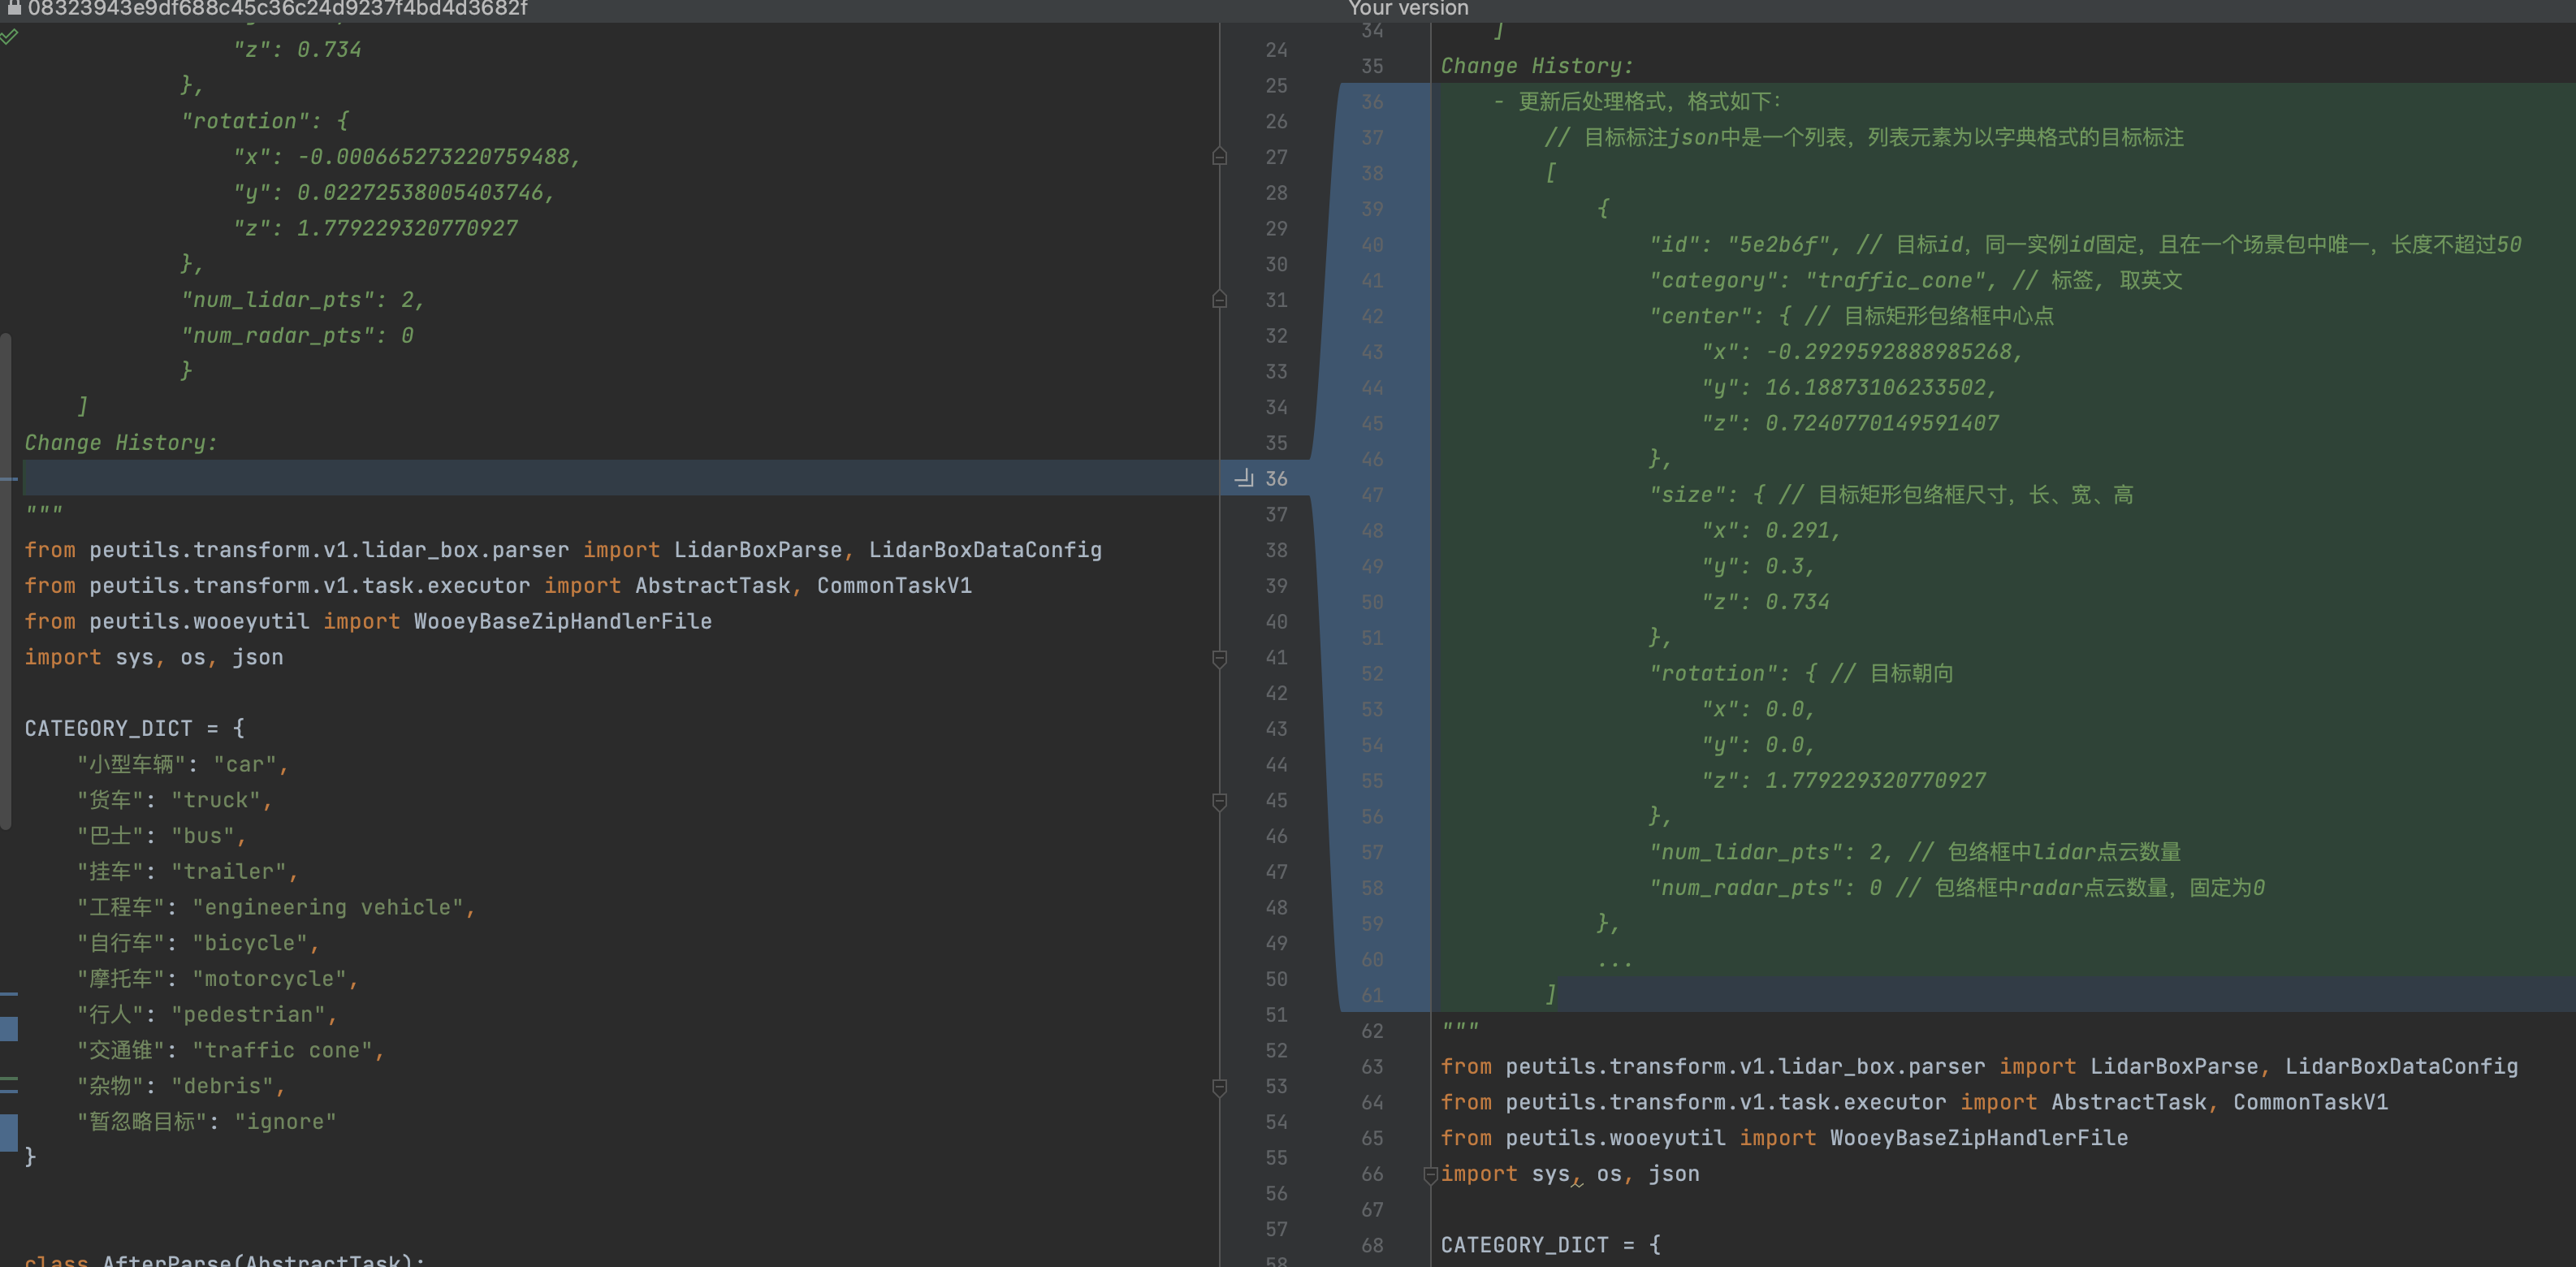 08323943e9df688c45c36c24d9237f4bd4d3682f
            "z": 0.734
        },
        "rotation": {
            "x": -0.000665273220759488,
            "y": 0.022725380054037​46,
            "z": 1.779229320770927
        },
        "num_lidar_pts": 2,
        "num_radar_pts": 0
        }
    ]
Change History:
"""
from peutils.transform.v1.lidar_box.parser import LidarBoxParse, LidarBoxDataConfig
from peutils.transform.v1.task.executor import AbstractTask, CommonTaskV1
from peutils.wooeyutil import WooeyBaseZipHandlerFile
import sys, os, json
CATEGORY_DICT = {
    "小型车辆": "car",
    "货车": "truck",
    "巴士": "bus",
    "挂车": "trailer",
    "工程车": "engineering vehicle",
    "自行车": "bicycle",
    "摩托车": "motorcycle",
    "行人": "pedestrian",
    "交通锥": "traffic cone",
    "杂物": "debris",
    "暂忽略目标": "ignore"
}
class AfterParse(AbstractTask):
24
25
26
27
28
29
30
31
32
33
34
35
36
37
38
39
40
41
42
43
44
45
46
47
48
49
50
51
52
53
54
55
56
57
58
Your version
34 ]
35 Change History:
36 - 更新后处理格式，格式如下：
37 // 目标标注json中是一个列表，列表元素为以字典格式的目标标注
38 [
39 {
40 "id": "5e2b6f", // 目标id，同一实例id固定，且在一个场景包中唯一，长度不超过50
41 "category": "traffic_cone", // 标签, 取英文
42 "center": { // 目标矩形包络框中心点
43 "x": -0.2929592888985268,
44 "y": 16.18873106233502,
45 "z": 0.7240770149591407
46 },
47 "size": { // 目标矩形包络框尺寸，长、宽、高
48 "x": 0.291,
49 "y": 0.3,
50 "z": 0.734
51 },
52 "rotation": { // 目标朝向
53 "x": 0.0,
54 "y": 0.0,
55 "z": 1.779229320770927
56 },
57 "num_lidar_pts": 2, // 包络框中lidar点云数量
58 "num_radar_pts": 0 // 包络框中radar点云数量，固定为0
59 },
60 ...
61 ]
62 """
63 from peutils.transform.v1.lidar_box.parser import LidarBoxParse, LidarBoxDataConfig
64 from peutils.transform.v1.task.executor import AbstractTask, CommonTaskV1
65 from peutils.wooeyutil import WooeyBaseZipHandlerFile
66 import sys, os, json
67
68 CATEGORY_DICT = {